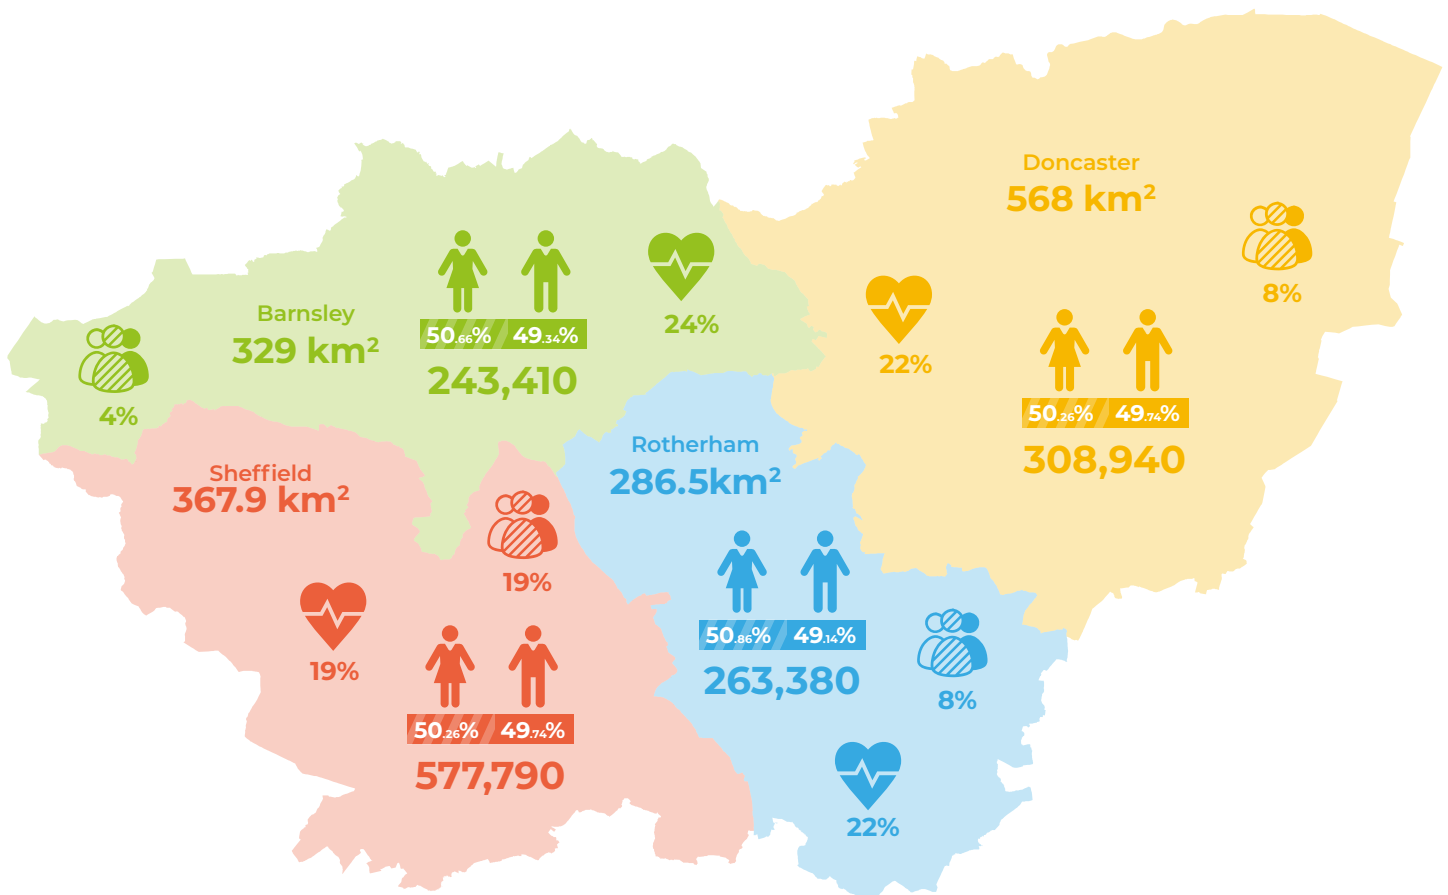 Doncaster
568 km²
8%
22%
50.26% 49.74%
308,940
Barnsley
329 km²
4%
50.66% 49.34%
243,410
24%
Sheffield
367.9 km²
19%
19%
50.26% 49.74%
577,790
Rotherham
286.5km²
50.86% 49.14%
263,380
8%
22%